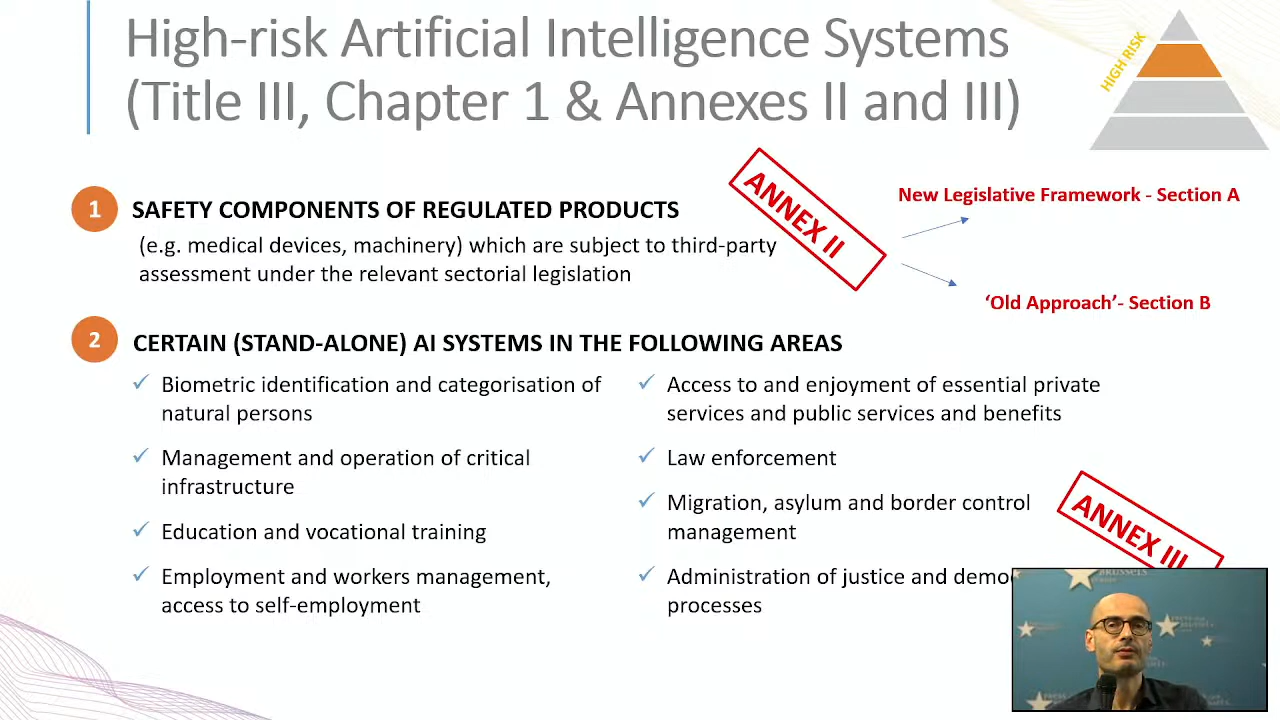 High-risk Artificial Intelligence Systems
(Title III, Chapter 1 & Annexes II and III)
HIGH RISK
1
SAFETY COMPONENTS OF REGULATED PRODUCTS
(e.g. medical devices, machinery) which are subject to third-party
assessment under the relevant sectorial legislation
ANNEX II
New Legislative Framework - Section A
‘Old Approach’- Section B
2
CERTAIN (STAND-ALONE) AI SYSTEMS IN THE FOLLOWING AREAS
Biometric identification and categorisation of
natural persons
Management and operation of critical
infrastructure
Education and vocational training
Employment and workers management,
access to self-employment
Access to and enjoyment of essential private
services and public services and benefits
Law enforcement
Migration, asylum and border control
management
Administration of justice and
processes
ANNEX III
BRUSSELS